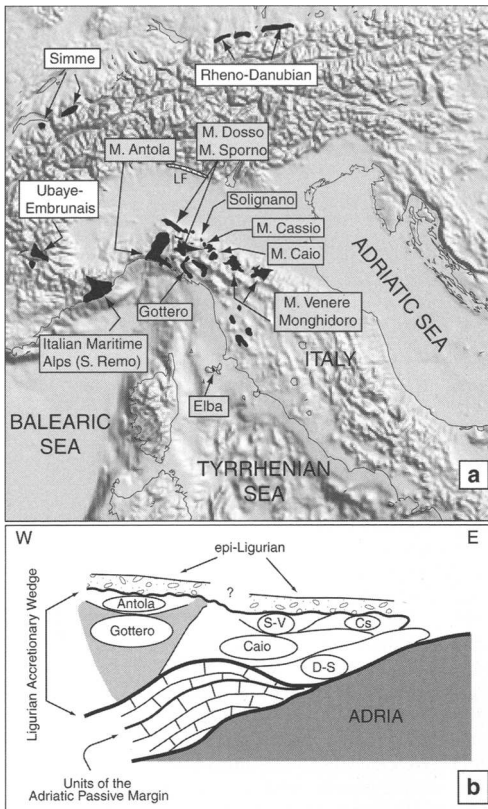 Simme
Rheno-Danubian
M. Dosso
M. Sporno
M. Antola
LF
Ubaye-
Embrunais
Solignano
M. Cassio
M. Caio
ADRIATIC SEA
Gottero
M. Venere
Monghidoro
Italian Maritime
Alps (S. Remo)
ITALY
Elba
BALEARIC
SEA
TYRRHENIAN
SEA
a
W
E
epi-Ligurian
?
Ligurian Accretionary Wedge
Antola
S-V
Cs
Gottero
Caio
D-S
ADRIA
Units of the
Adriatic Passive Margin
b